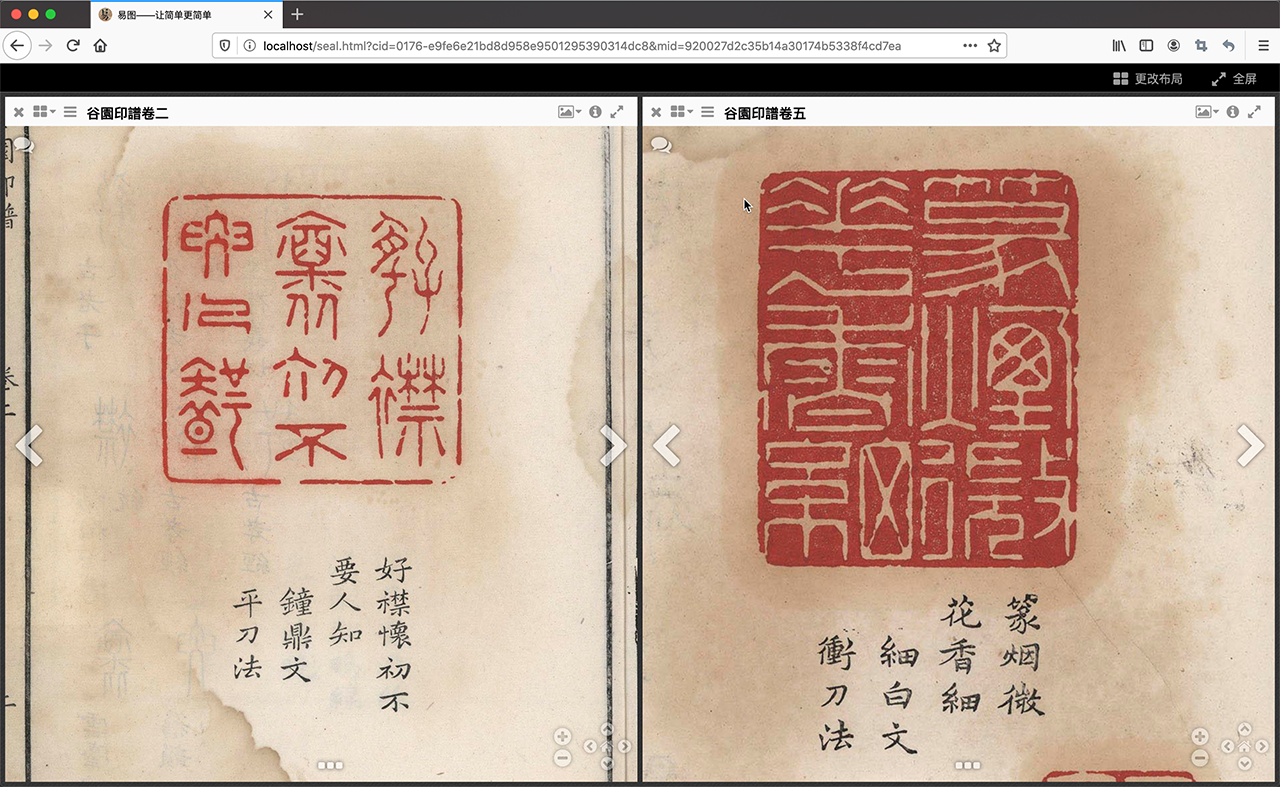 易图——让简单更简单
localhost/seal.html?cid=0176-e9fe6e21bd8d958e9501295390314dc8&mid=920027d2c35b14a30174b5338f4cd7ea
更改布局
全屏
谷園印譜卷二
好襟懷初不
要人知
鐘鼎文
平刀法
谷園印譜卷五
篆烟微
花香細
細白文
衝刀法